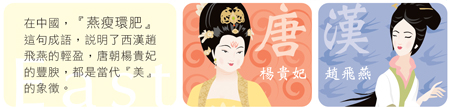 在中國，『燕瘦環肥』
這句成語，說明了西漢趙
飛燕的輕盈，唐朝楊貴妃
的豐腴，都是當代『美』
的象徵。
East
唐
楊貴妃
漢
趙飛燕